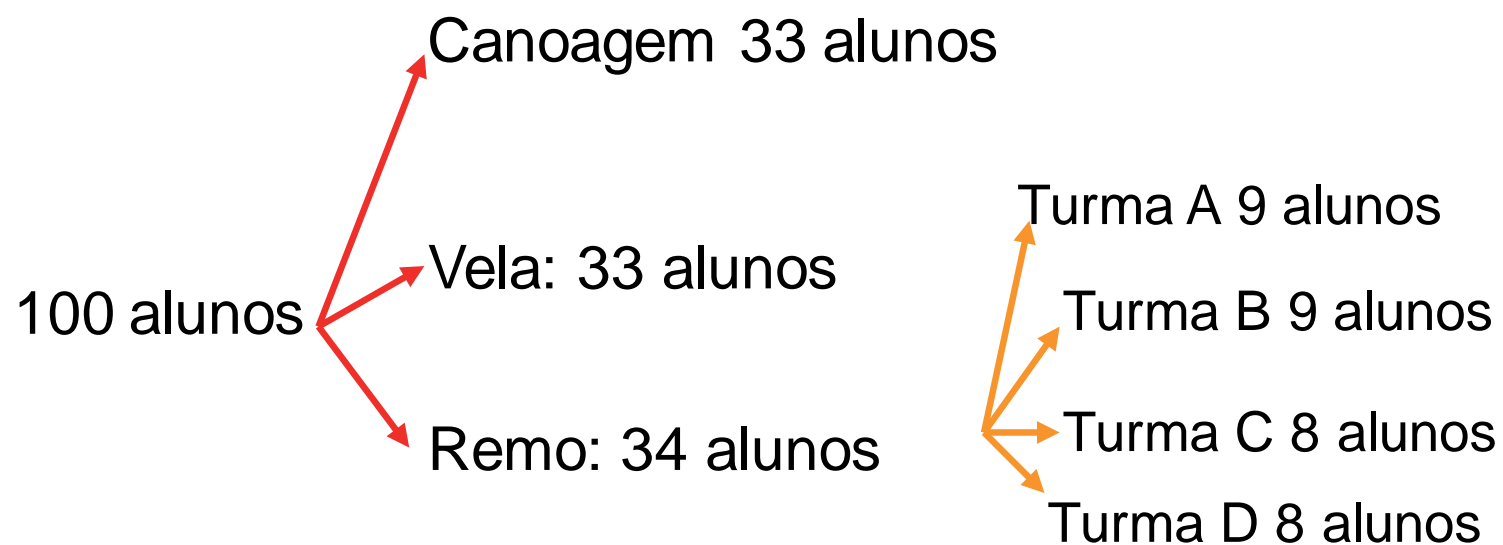 Canoagem 33 alunos
Turma A 9 alunos
Vela: 33 alunos
100 alunos
Turma B 9 alunos
Remo: 34 alunos
Turma C 8 alunos
Turma D 8 alunos